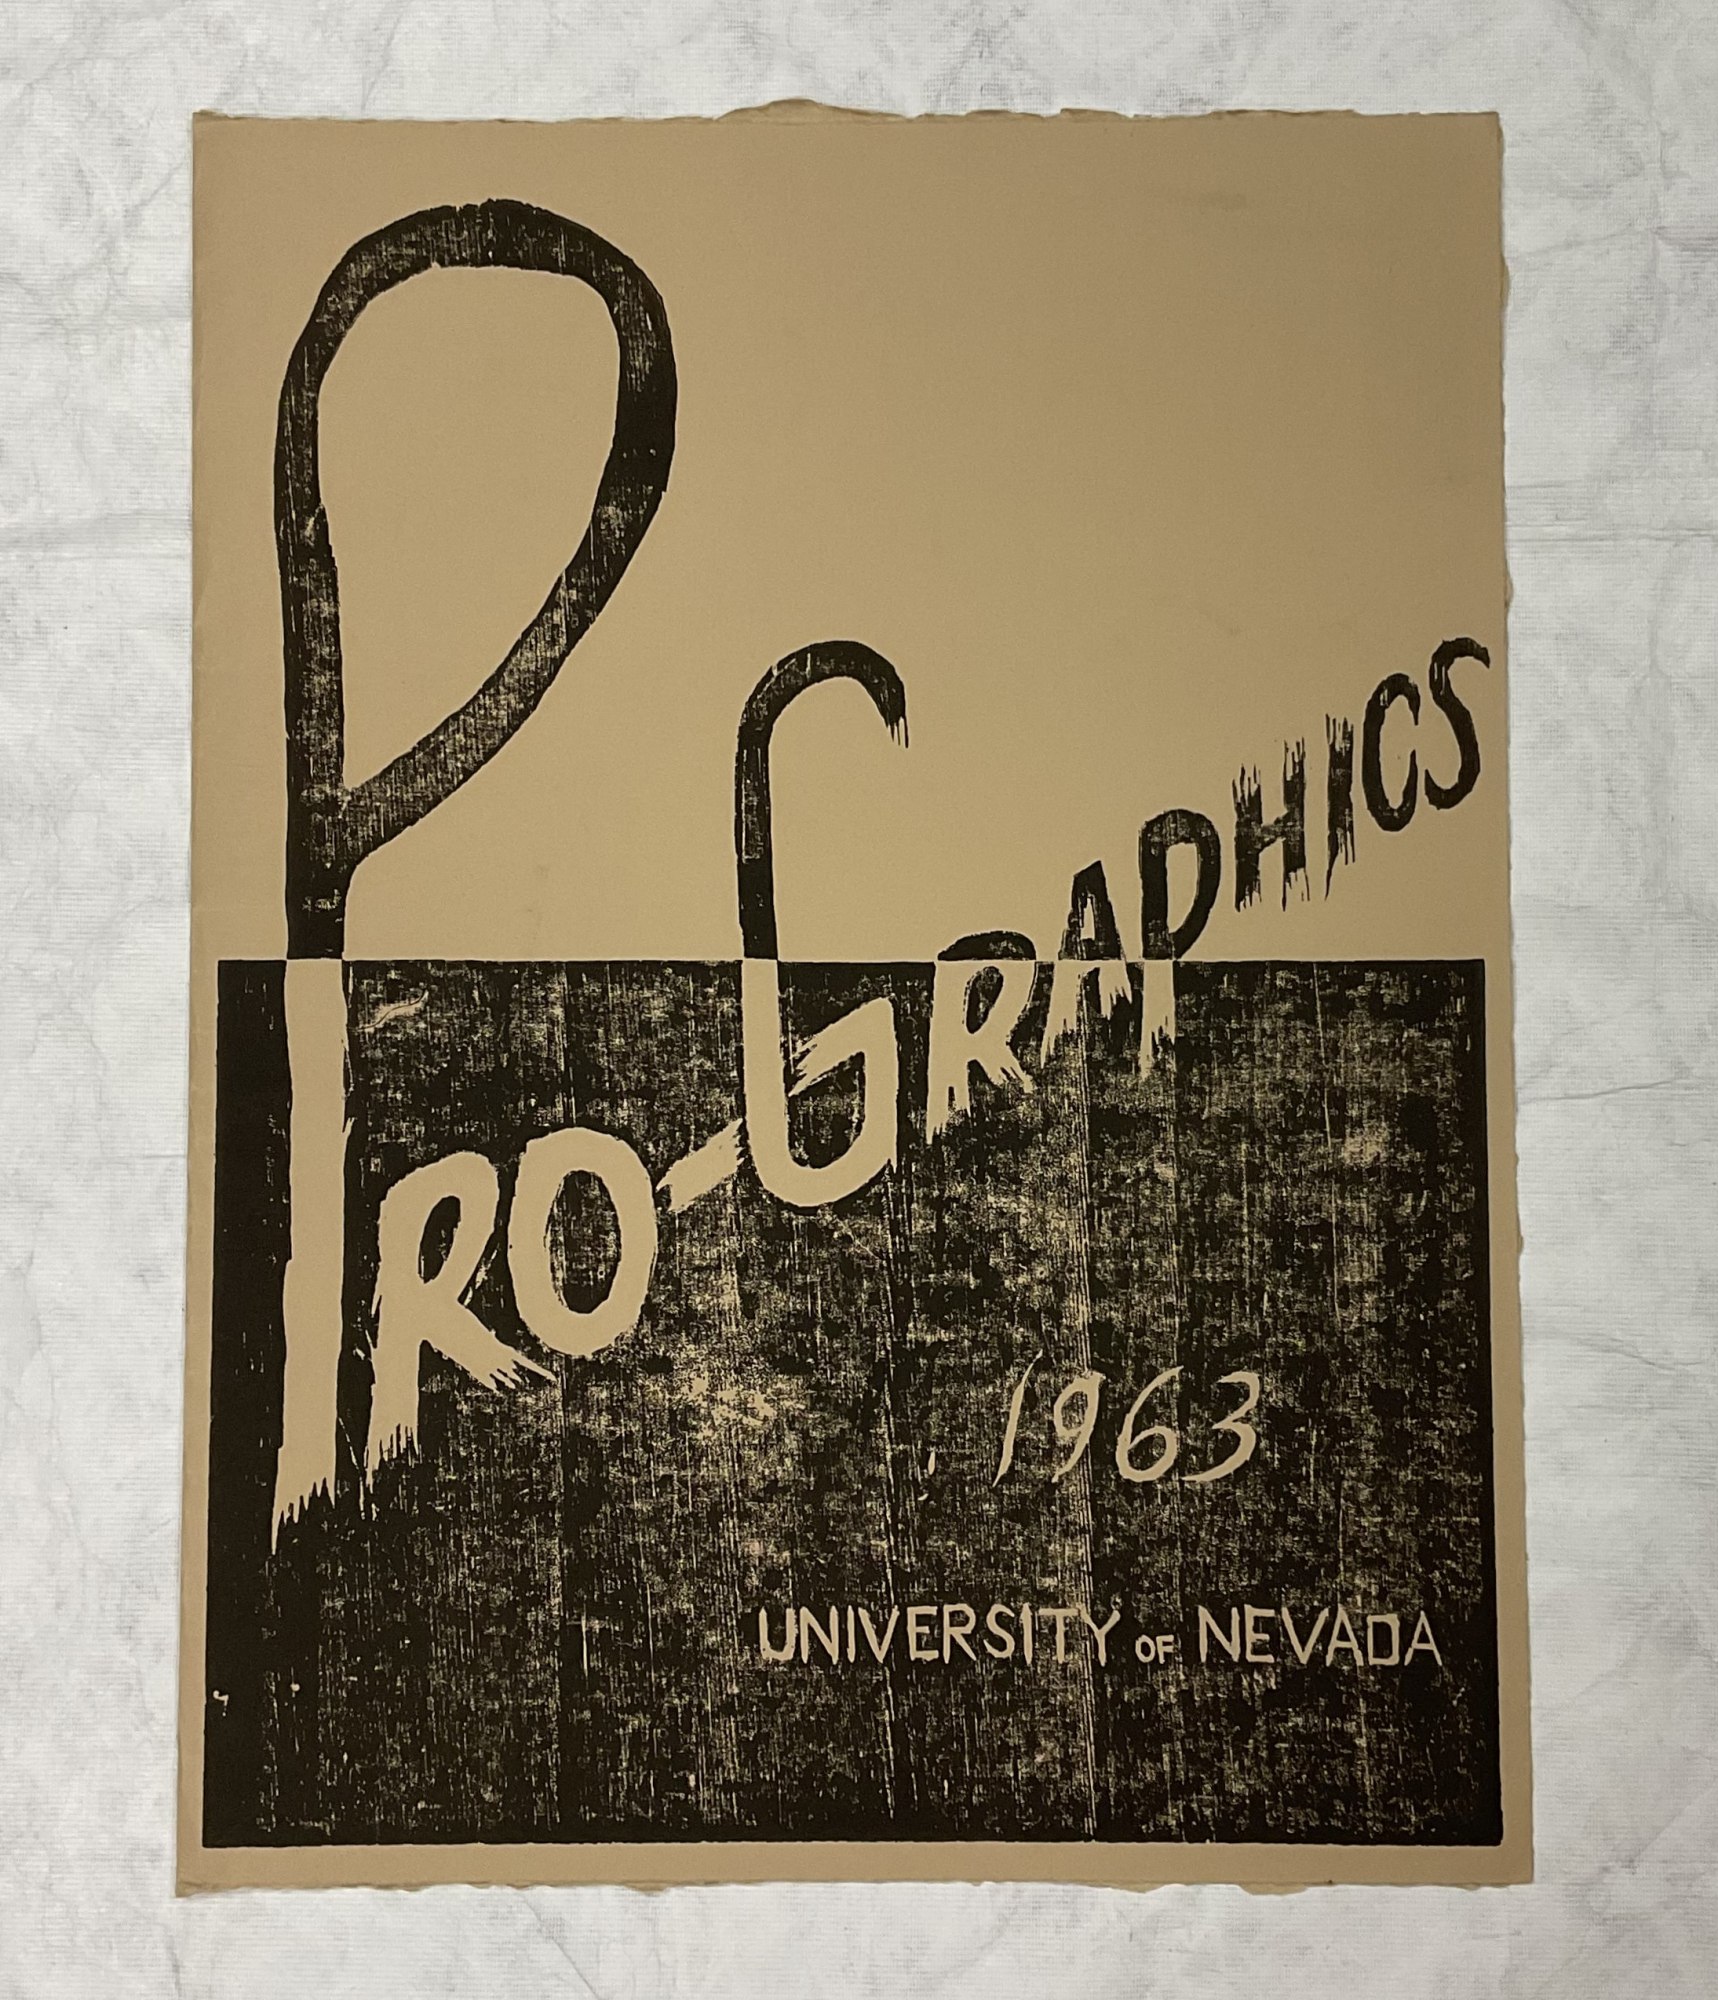 PRO-GRAPHICS
1963
UNIVERSITY OF NEVADA